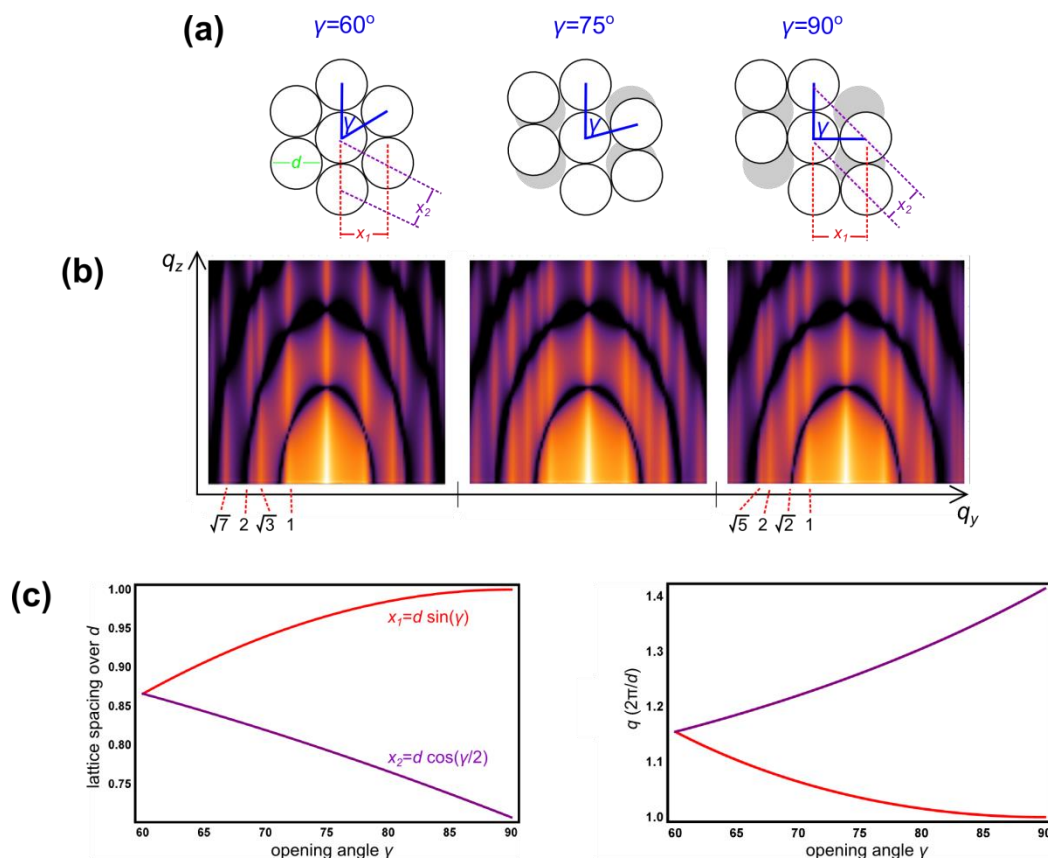 (a)
γ=60°
γ=75°
γ=90°
γ
γ
γ
d
x₂
x₁
x₂
x₁
(b)
q_z
√7 2 √3 1
√5 2 √2 1
q_y
(c)
lattice spacing over d
1.00
0.95
0.90
0.85
0.80
0.75
x₁=d sin(γ)
x₂=d cos(γ/2)
60 65 70 75 80 85 90
opening angle γ
q (2π/d)
1.4
1.3
1.2
1.1
1.0
60 65 70 75 80 85 90
opening angle γ